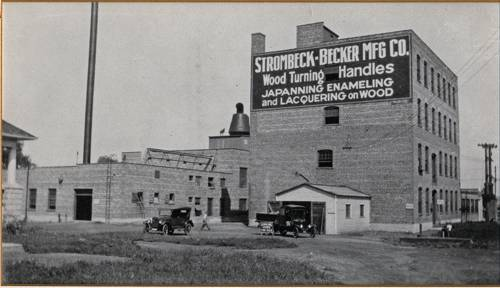 STROMBECK-BECKER MFG CO.
Wood Turning Handles
JAPANNING ENAMELING
and LACQUERING on WOOD